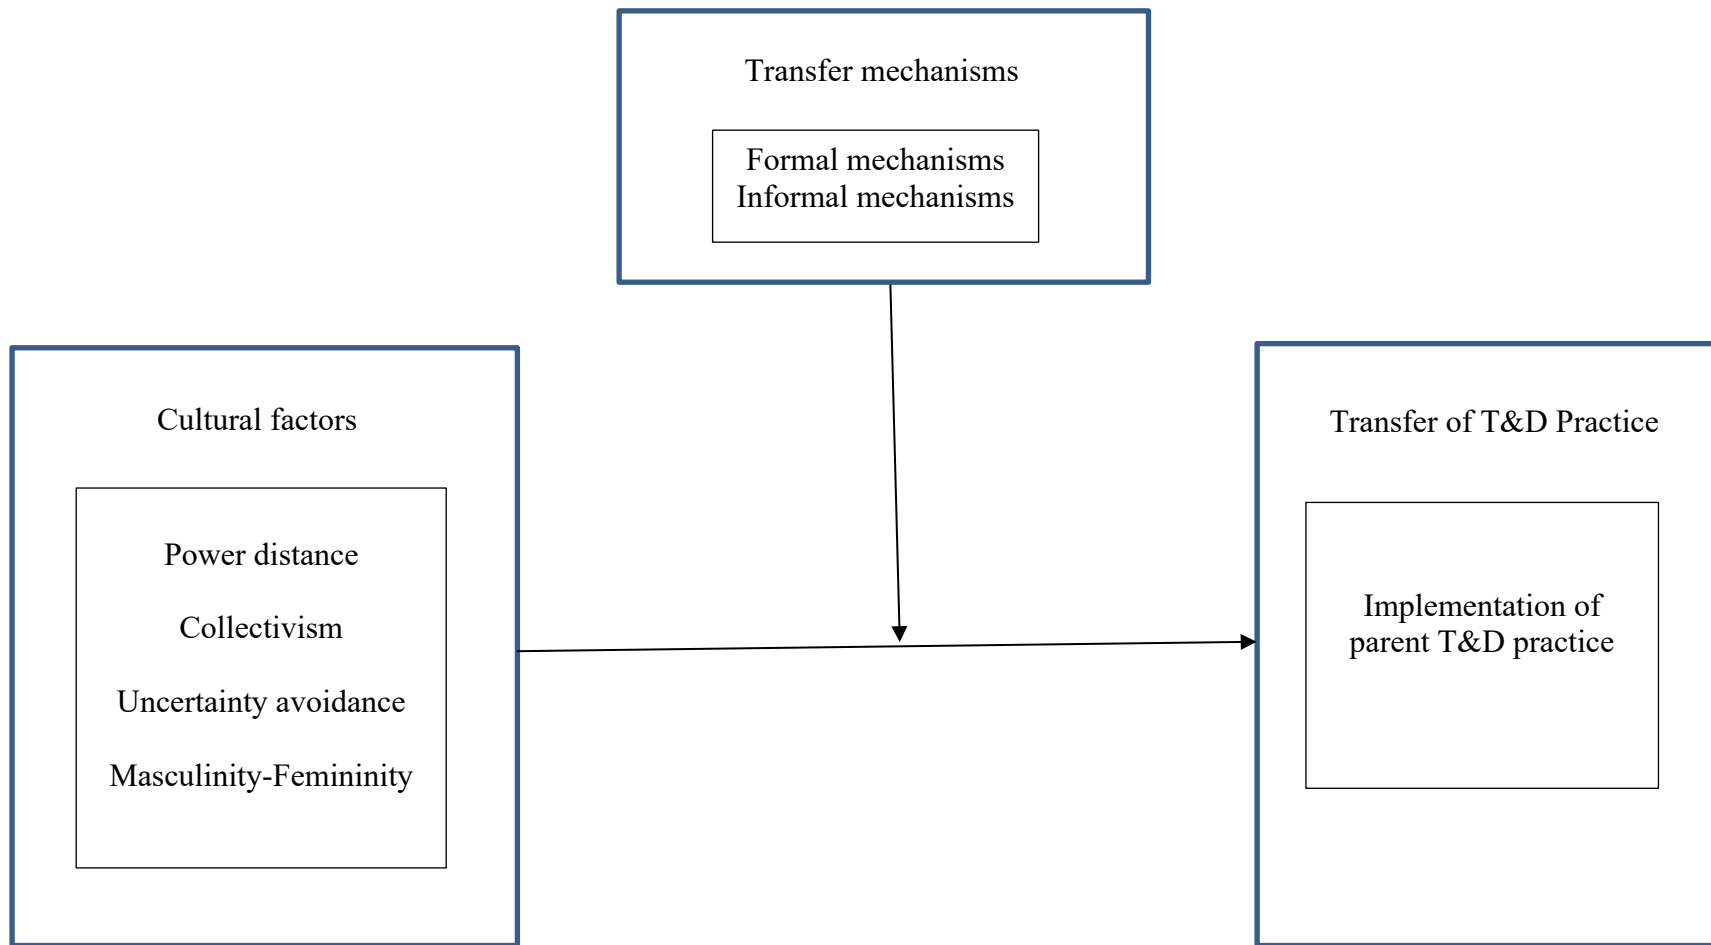 Transfer mechanisms
Formal mechanisms
Informal mechanisms
Cultural factors
Power distance
Collectivism
Uncertainty avoidance
Masculinity-Femininity
Transfer of T&D Practice
Implementation of
parent T&D practice